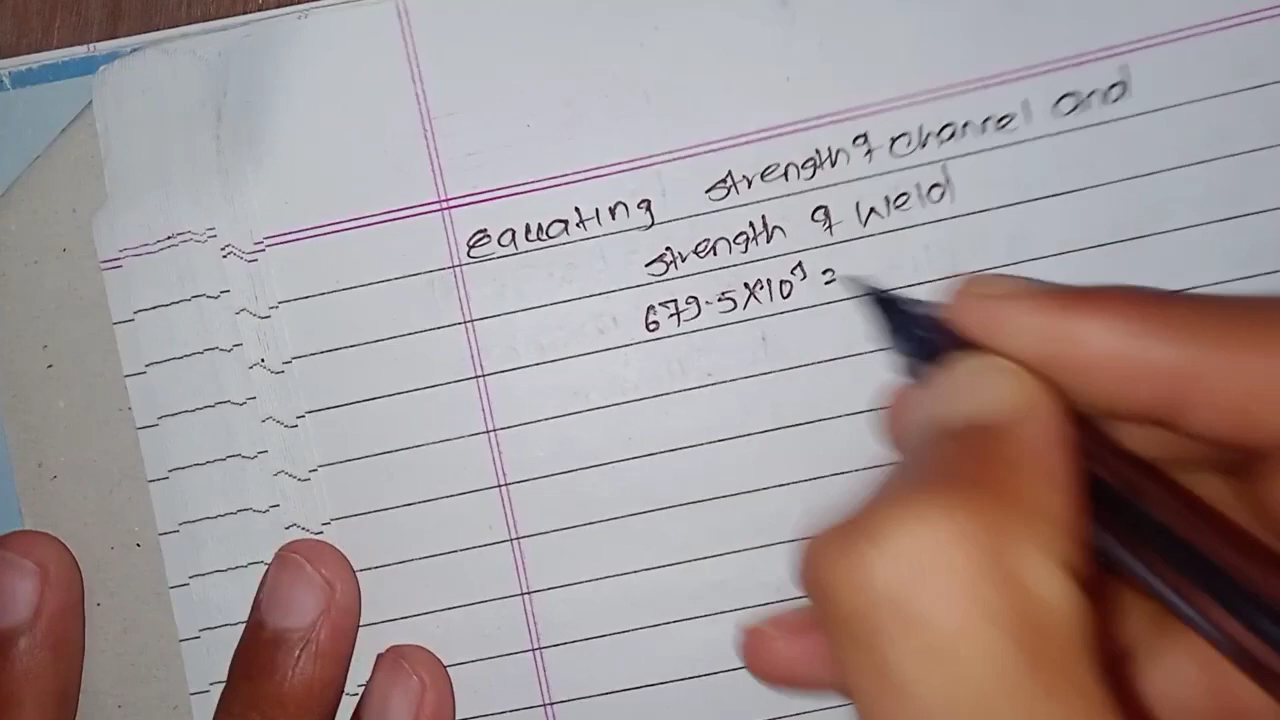 equating strength of channel and
strength of weld
679.5×10³ =